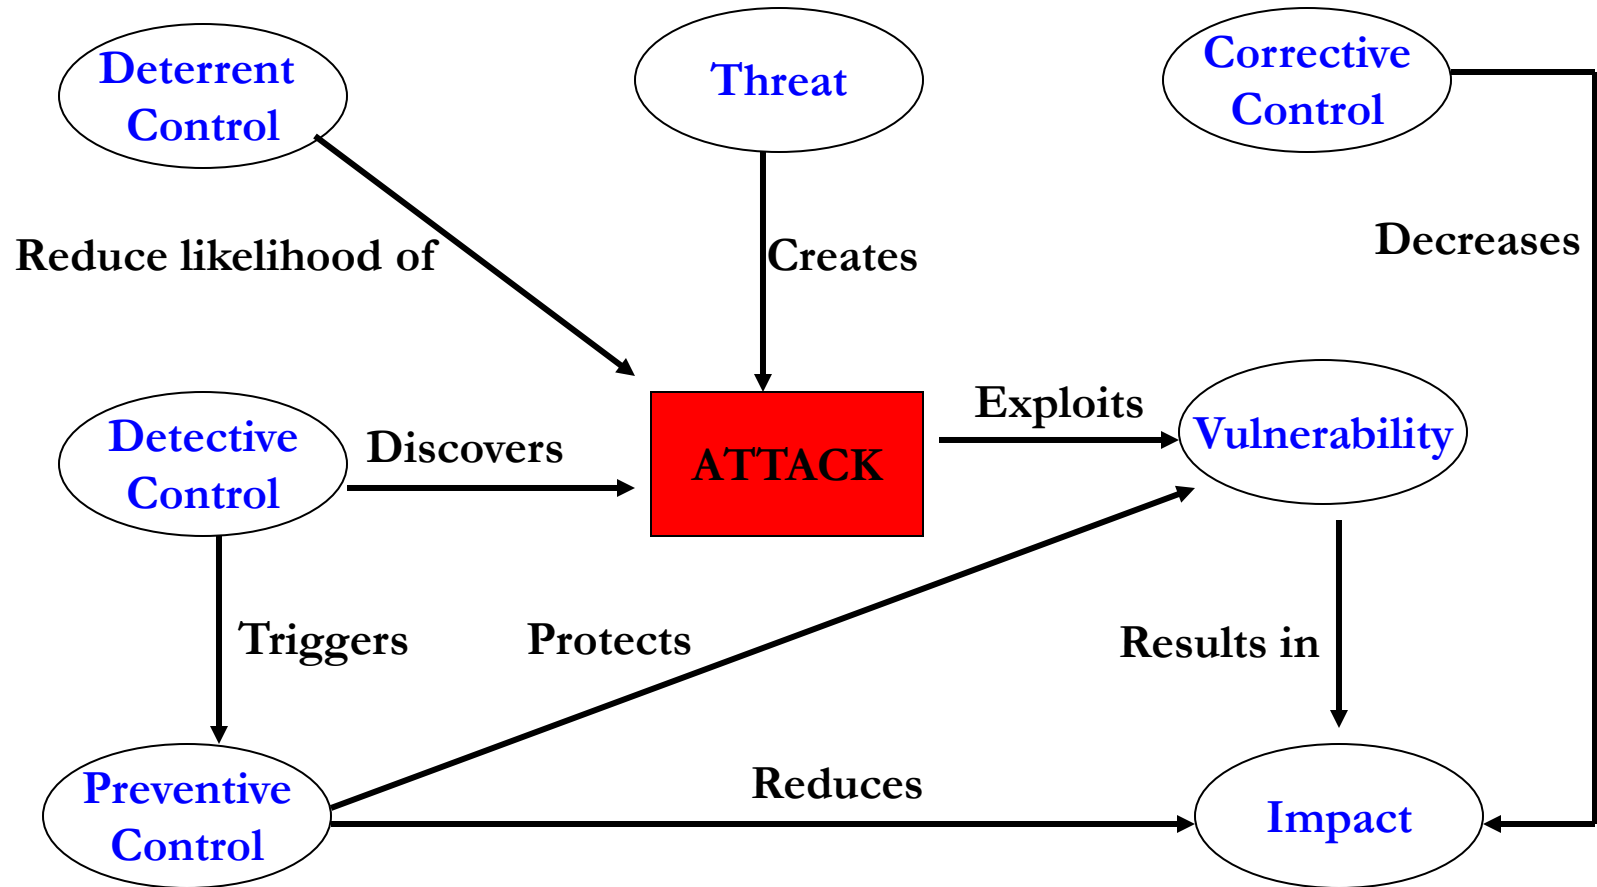 Deterrent
Control
Threat
Corrective
Control
Reduce likelihood of
Creates
Decreases
Detective
Control
Discovers
ATTACK
Exploits
Vulnerability
Triggers
Protects
Results in
Preventive
Control
Reduces
Impact